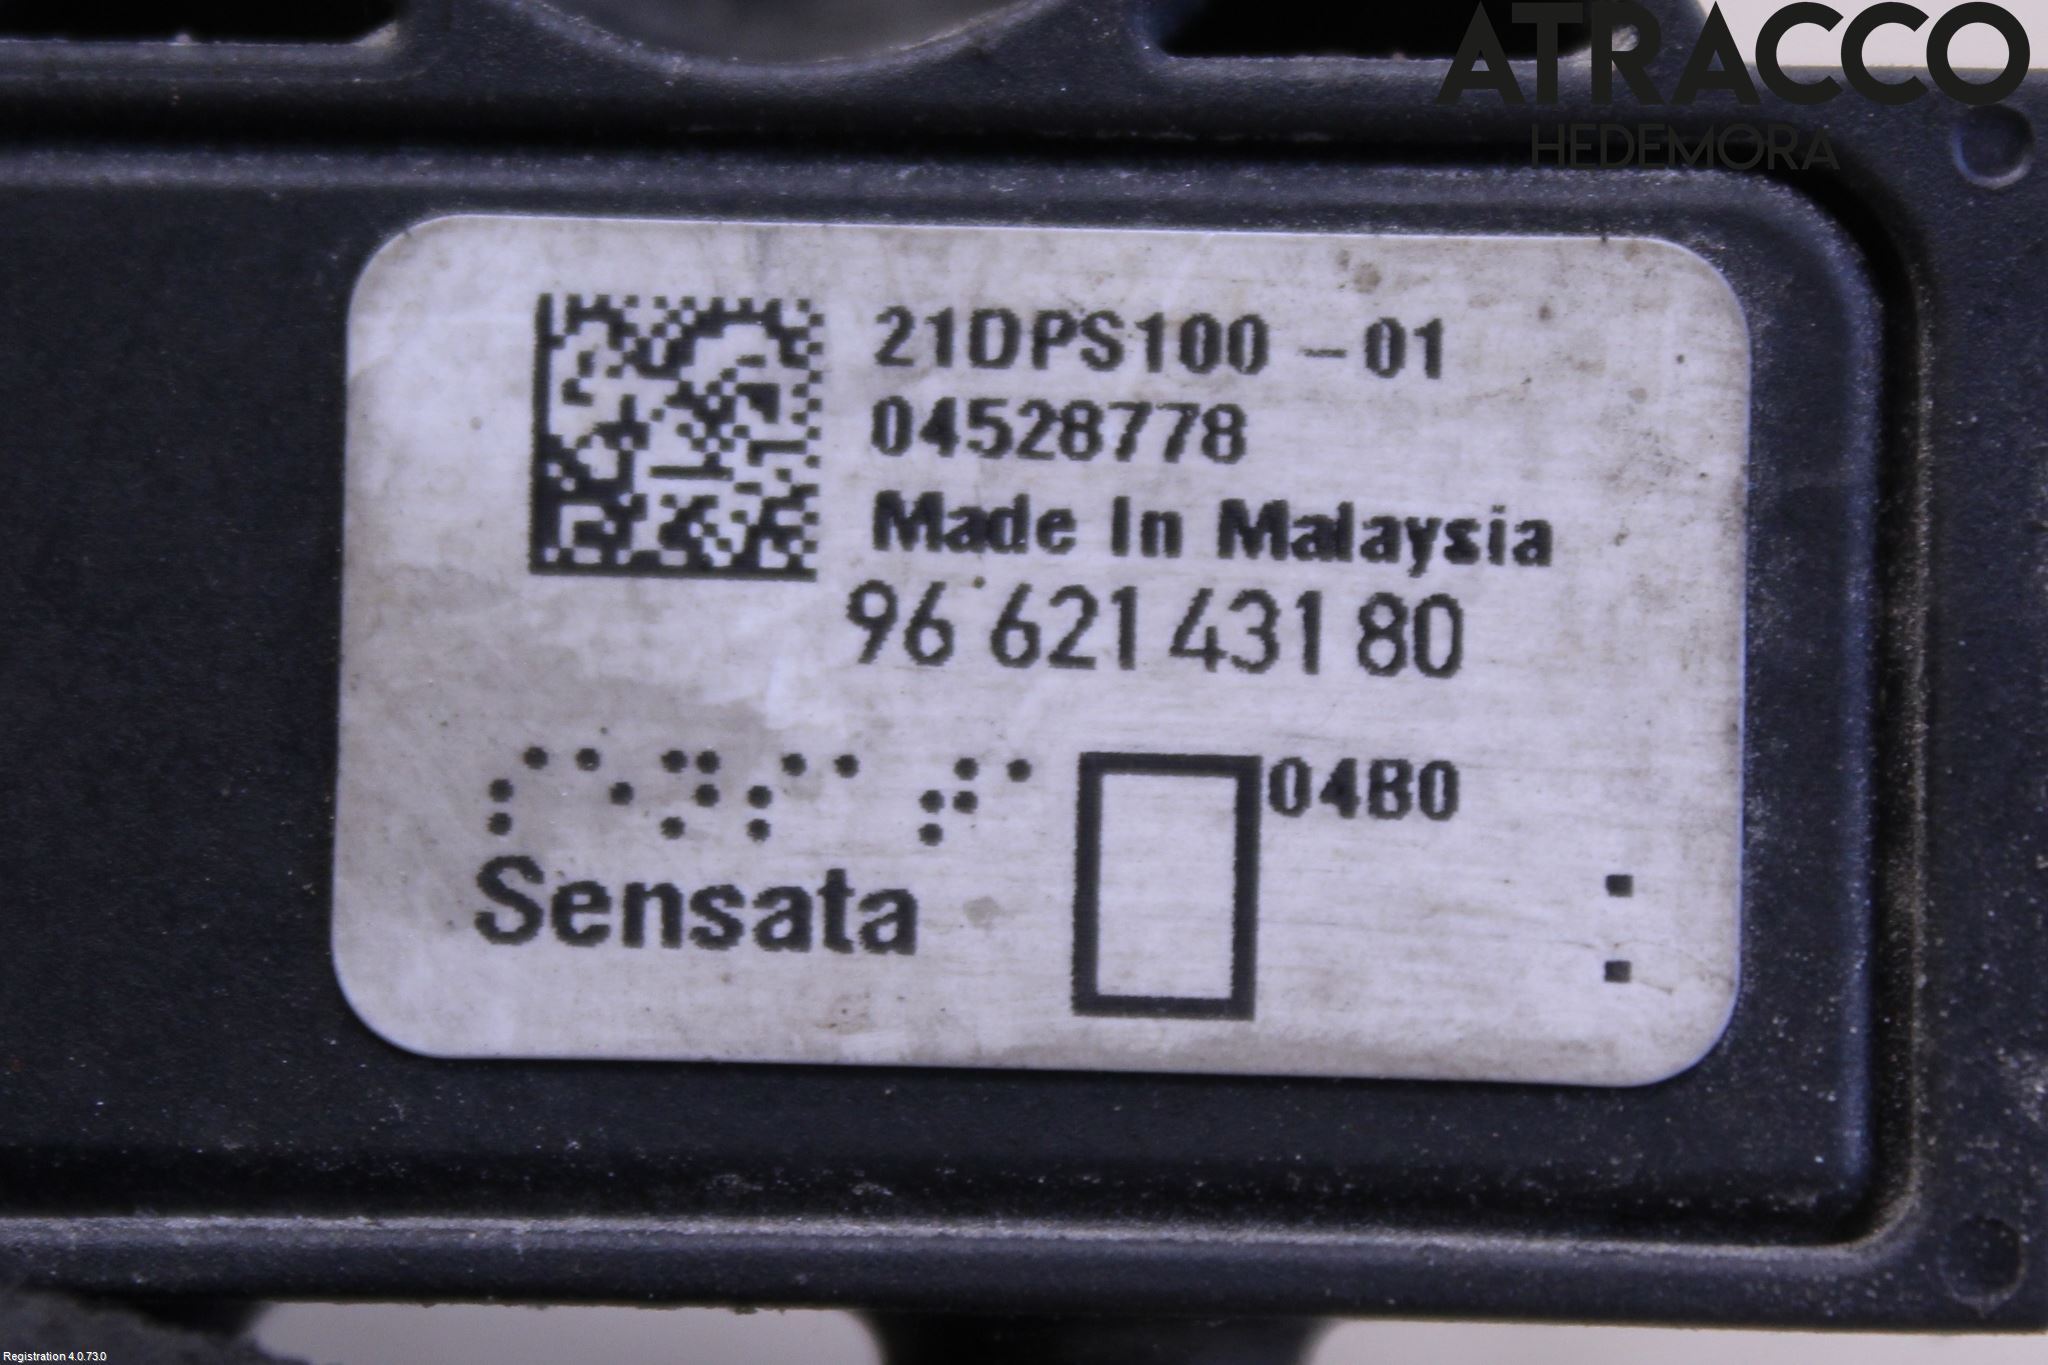 ATRACCO
HEDEMORA
21DPS100 -01
04528778
Made In Malaysia
96 621 431 80
04B0
Sensata
Registration 4.0.73.0